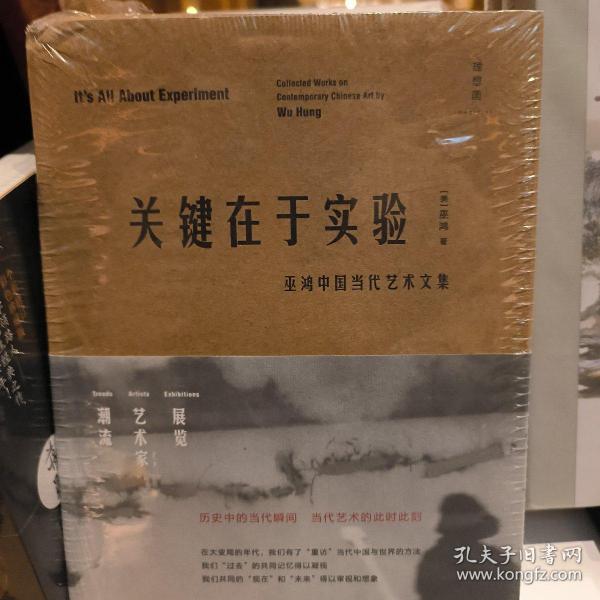 It's All About Experiment
Collected Works on
Contemporary Chinese Art by
Wu Hung
理想国
关键在于实验
[美]巫鸿 著
巫鸿中国当代艺术文集
Trends Artists Exhibitions
潮流
艺术家
展览
历史中的当代瞬间 当代艺术的此时此刻
在大变局的年代，我们有了“重访”当代中国与世界的方法
我们“过去”的共同记忆得以凝视
我们共同的“现在”和“未来”得以审视和想象
孔夫子旧书网
www.kongfz.com